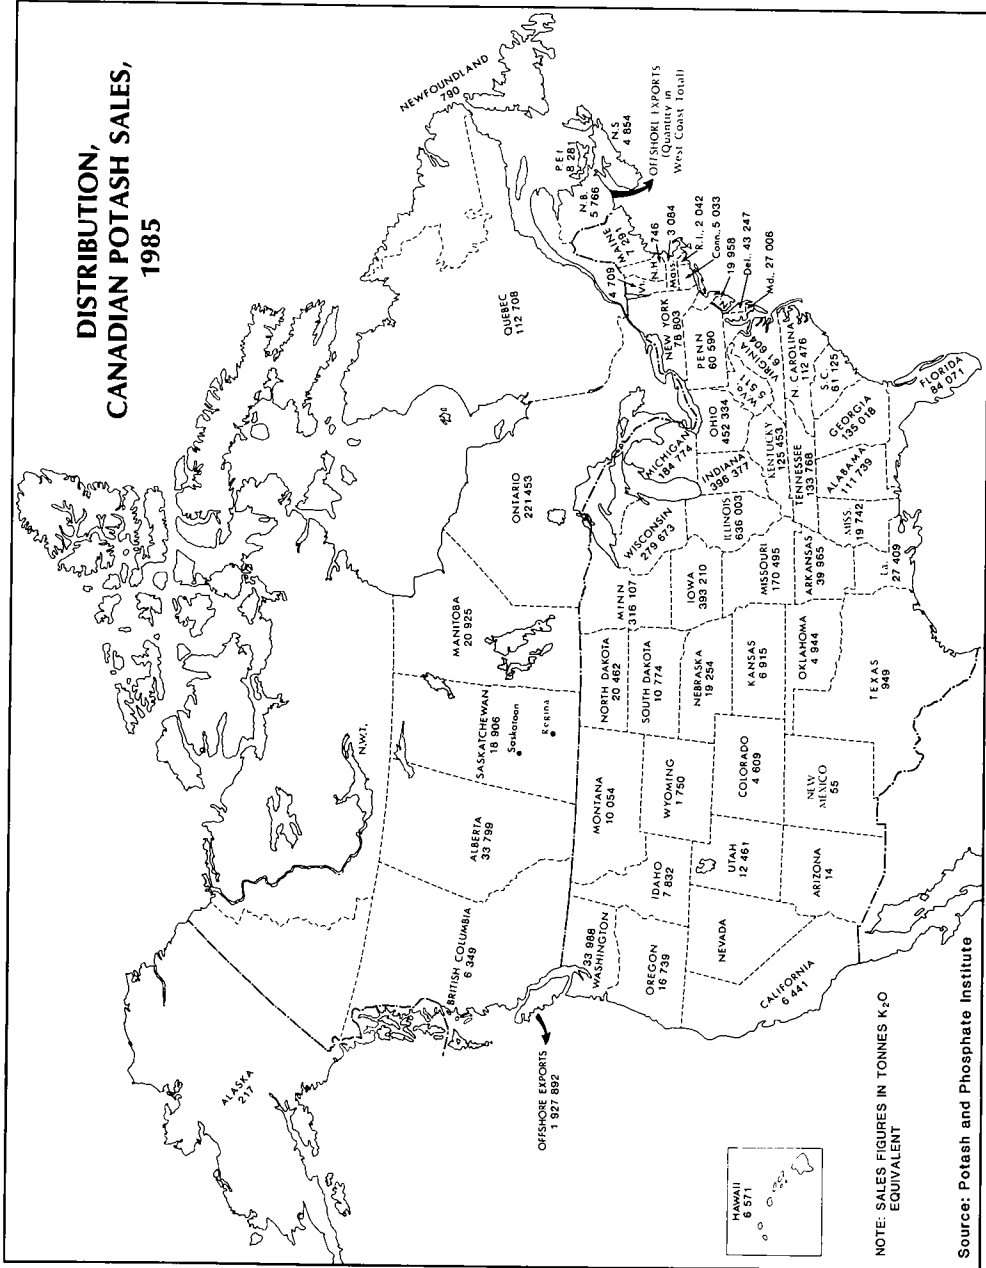 DISTRIBUTION,
CANADIAN POTASH SALES,
1985
ALASKA
217
N.W.T.
BRITISH COLUMBIA
6 349
ALBERTA
33 799
SASKATCHEWAN
18 906
Saskatoon
Regina
MANITOBA
20 925
ONTARIO
221 453
QUEBEC
112 708
NEWFOUNDLAND
790
P.E.I
8 281
N.B.
5 766
N.S
4 854
OFFSHORE EXPORTS
(Quantity in
West Coast Total)
OFFSHORE EXPORTS
1 927 892
33 988
WASHINGTON
OREGON
16 739
CALIFORNIA
6 441
NEVADA
IDAHO
7 832
MONTANA
10 054
WYOMING
1 750
UTAH
12 461
COLORADO
4 609
ARIZONA
14
NEW
MEXICO
55
NORTH DAKOTA
20 462
SOUTH DAKOTA
10 774
NEBRASKA
19 254
KANSAS
6 915
OKLAHOMA
4 944
TEXAS
949
MINN
316 107
IOWA
393 210
MISSOURI
170 495
ARKANSAS
39 965
La.
27 409
WISCONSIN
279 673
ILLINOIS
636 003
MICHIGAN
184 774
INDIANA
396 377
OHIO
452 334
KENTUCKY
125 453
TENNESSEE
133 768
MISS.
19 742
ALABAMA
111 739
GEORGIA
135 018
FLORIDA
84 071
S.C.
61 125
N. CAROLINA
112 476
VIRGINIA
61 604
W.Va.
5 511
PENN
60 590
NEW YORK
78 803
4 709
Vt.
N.H.
746
MAINE
7 291
Mass.
3 084
R.I., 2 042
Conn., 5 033
N.J.
19 958
Del. 43 247
Md. 27 006
HAWAII
6 571
NOTE: SALES FIGURES IN TONNES K₂O
EQUIVALENT
Source: Potash and Phosphate Institute